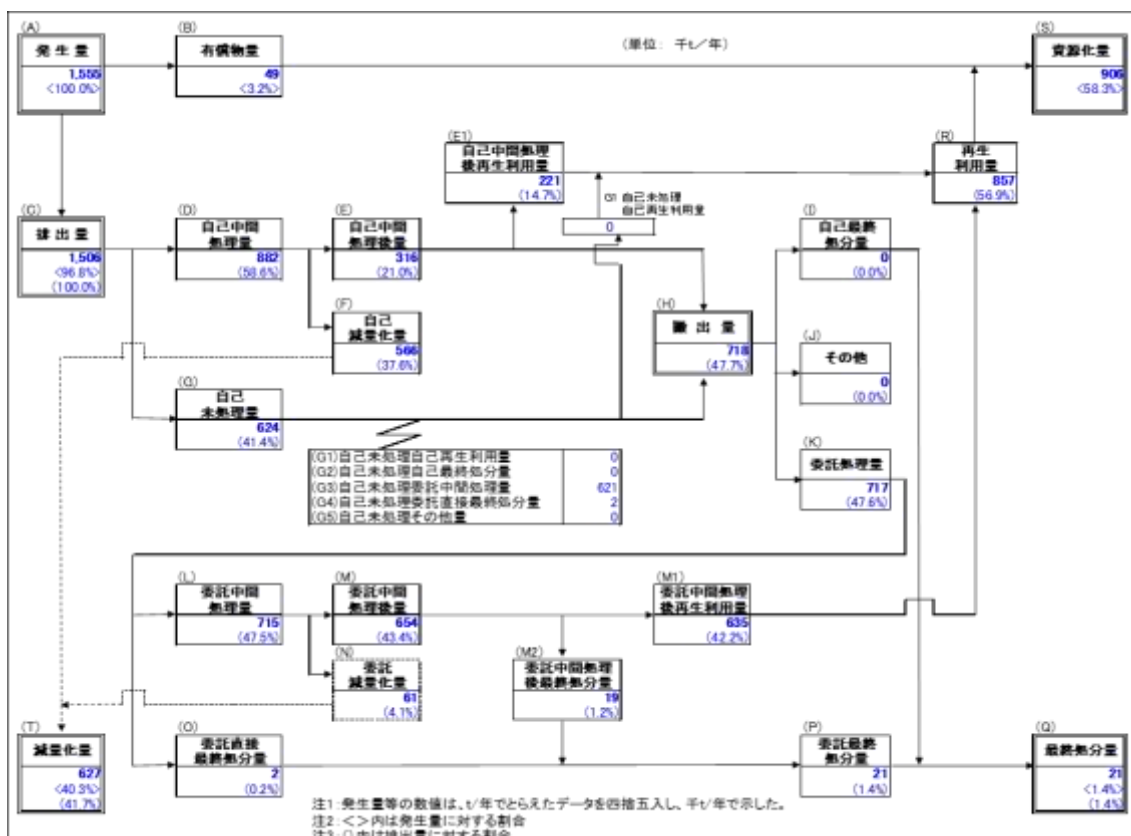 (A)
発生量
1,555
<100.0%>
(B)
有償物量
49
<3.2%>
(単位： 千t／年)
(S)
資源化量
906
<58.3%>
(E1)
自己中間処理
後再生利用量
221
(14.7%)
G1 自己未処理
自己再生利用量
0
(R)
再生
利用量
857
(56.9%)
(C)
排出量
1,506
<96.8%>
(100.0%)
(D)
自己中間
処理量
882
(58.6%)
(E)
自己中間
処理後量
316
(21.0%)
(I)
自己最終
処分量
0
(0.0%)
(F)
自己
減量化量
566
(37.6%)
(H)
搬出量
718
(47.7%)
(J)
その他
0
(0.0%)
(G)
自己
未処理量
624
(41.4%)
(G1)自己未処理自己再生利用量 0
(G2)自己未処理自己最終処分量 0
(G3)自己未処理委託中間処理量 621
(G4)自己未処理委託直接最終処分量 2
(G5)自己未処理その他量 0
(K)
委託処理量
717
(47.6%)
(L)
委託中間
処理量
715
(47.5%)
(M)
委託中間
処理後量
654
(43.4%)
(M1)
委託中間処理
後再生利用量
635
(42.2%)
(N)
委託
減量化量
61
(4.1%)
(M2)
委託中間処理
後最終処分量
19
(1.2%)
(T)
減量化量
627
<40.3%>
(41.7%)
(O)
委託直接
最終処分量
2
(0.2%)
(P)
委託最終
処分量
21
(1.4%)
(Q)
最終処分量
21
<1.4%>
(1.4%)
注1：発生量等の数値は、t/年でとらえたデータを四捨五入し、千t/年で示した。
注2：<>内は発生量に対する割合
注3：()内は排出量に対する割合